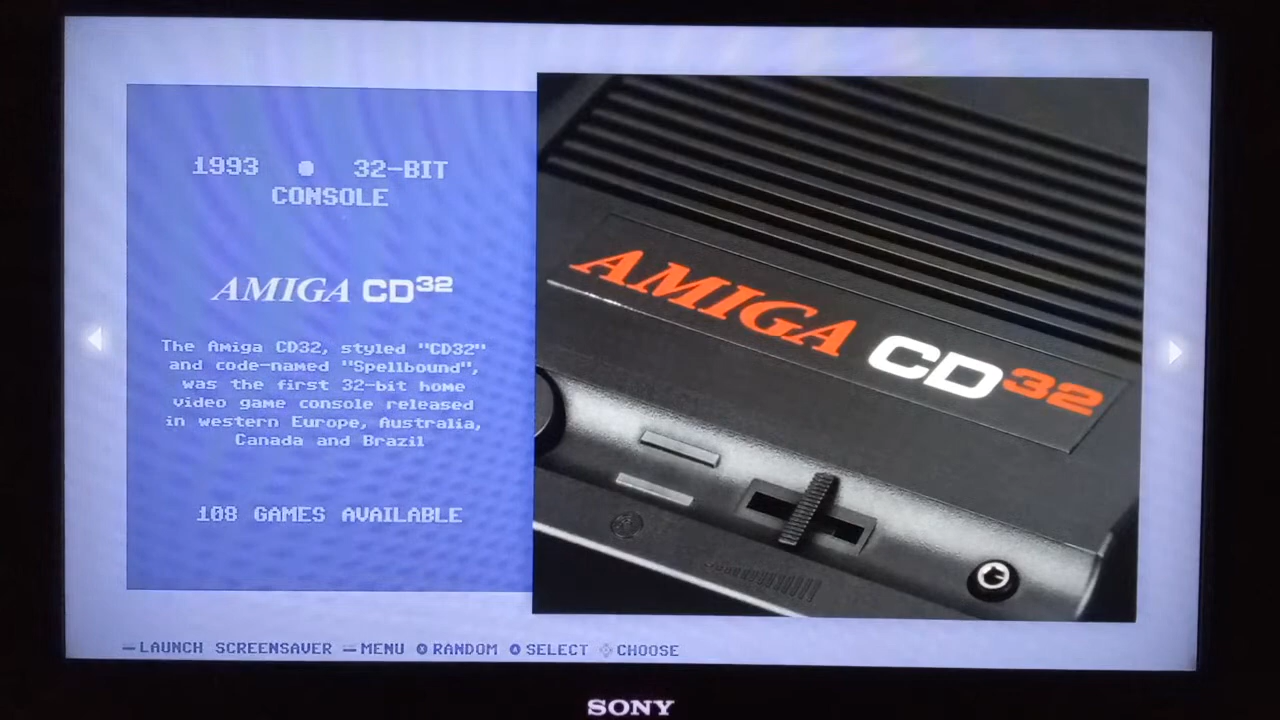 1993 ● 32-BIT
CONSOLE
AMIGA CD32
The Amiga CD32, styled "CD32"
and code-named "Spellbound",
was the first 32-bit home
video game console released
in western Europe, Australia,
Canada and Brazil
108 GAMES AVAILABLE
AMIGA CD32
LAUNCH SCREENSAVER MENU RANDOM SELECT CHOOSE
SONY